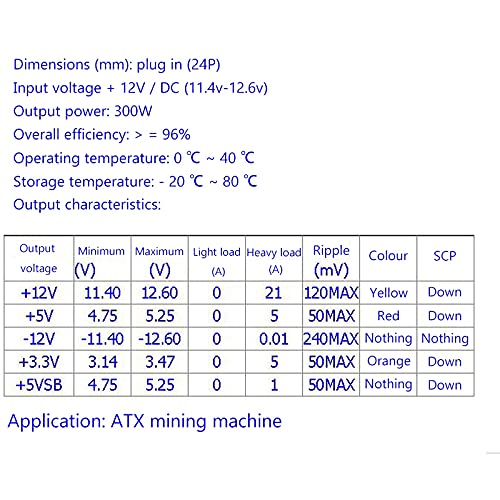 Dimensions (mm): plug in (24P)
Input voltage + 12V / DC (11.4v-12.6v)
Output power: 300W
Overall efficiency: > = 96%
Operating temperature: 0 ℃ ~ 40 ℃
Storage temperature: - 20 ℃ ~ 80 ℃
Output characteristics:
Output voltage Minimum (V) Maximum (V) Light load (A) Heavy load (A) Ripple (mV) Colour SCP
+12V 11.40 12.60 0 21 120MAX Yellow Down
+5V 4.75 5.25 0 5 50MAX Red Down
-12V -11.40 -12.60 0 0.01 240MAX Nothing Nothing
+3.3V 3.14 3.47 0 5 50MAX Orange Down
+5VSB 4.75 5.25 0 1 50MAX Nothing Down
Application: ATX mining machine